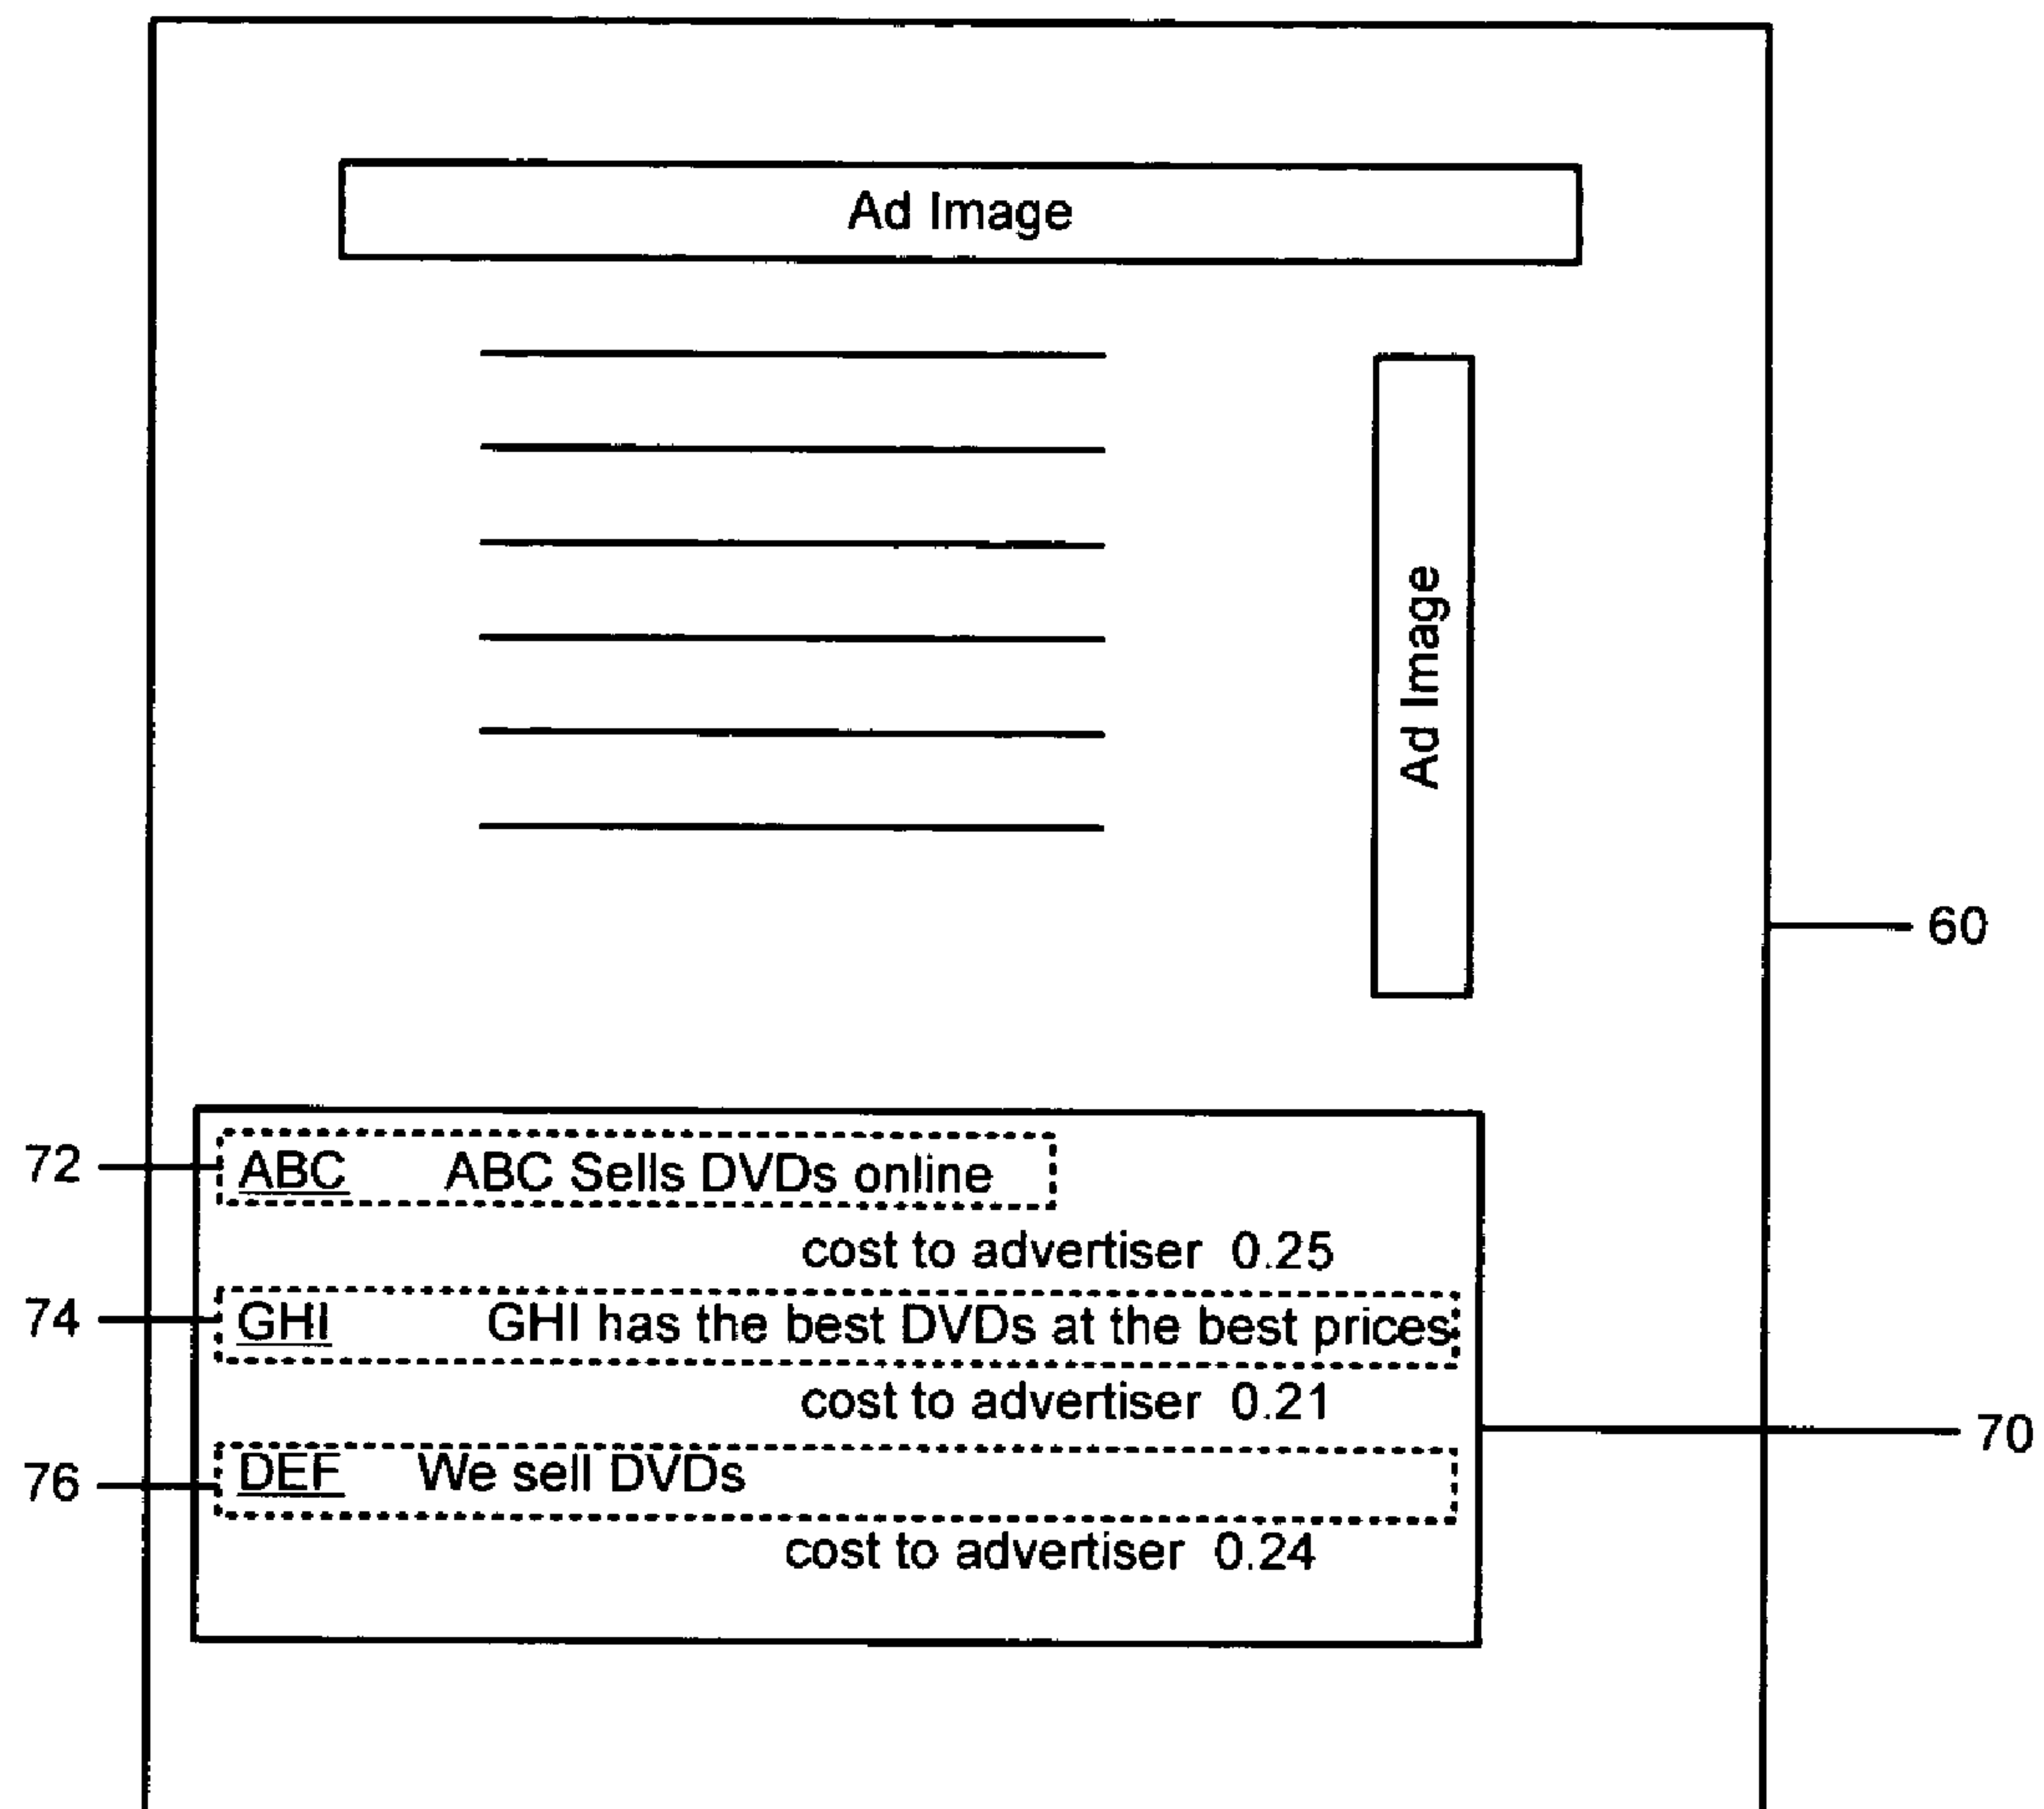 Ad Image
Ad Image
60
72 ABC ABC Sells DVDs online
cost to advertiser 0.25
74 GHI GHI has the best DVDs at the best prices
cost to advertiser 0.21
70
76 DEF We sell DVDs
cost to advertiser 0.24